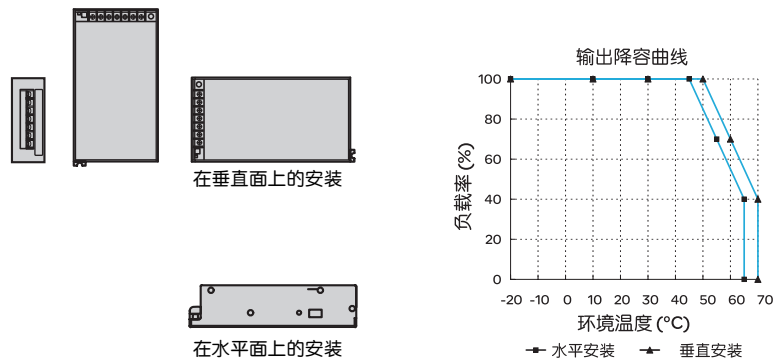 在垂直面上的安装
在水平面上的安装
输出降容曲线
负载率 (%)
100
80
60
40
20
0
-20 -10 0 10 20 30 40 50 60 70
环境温度 (°C)
水平安装 垂直安装